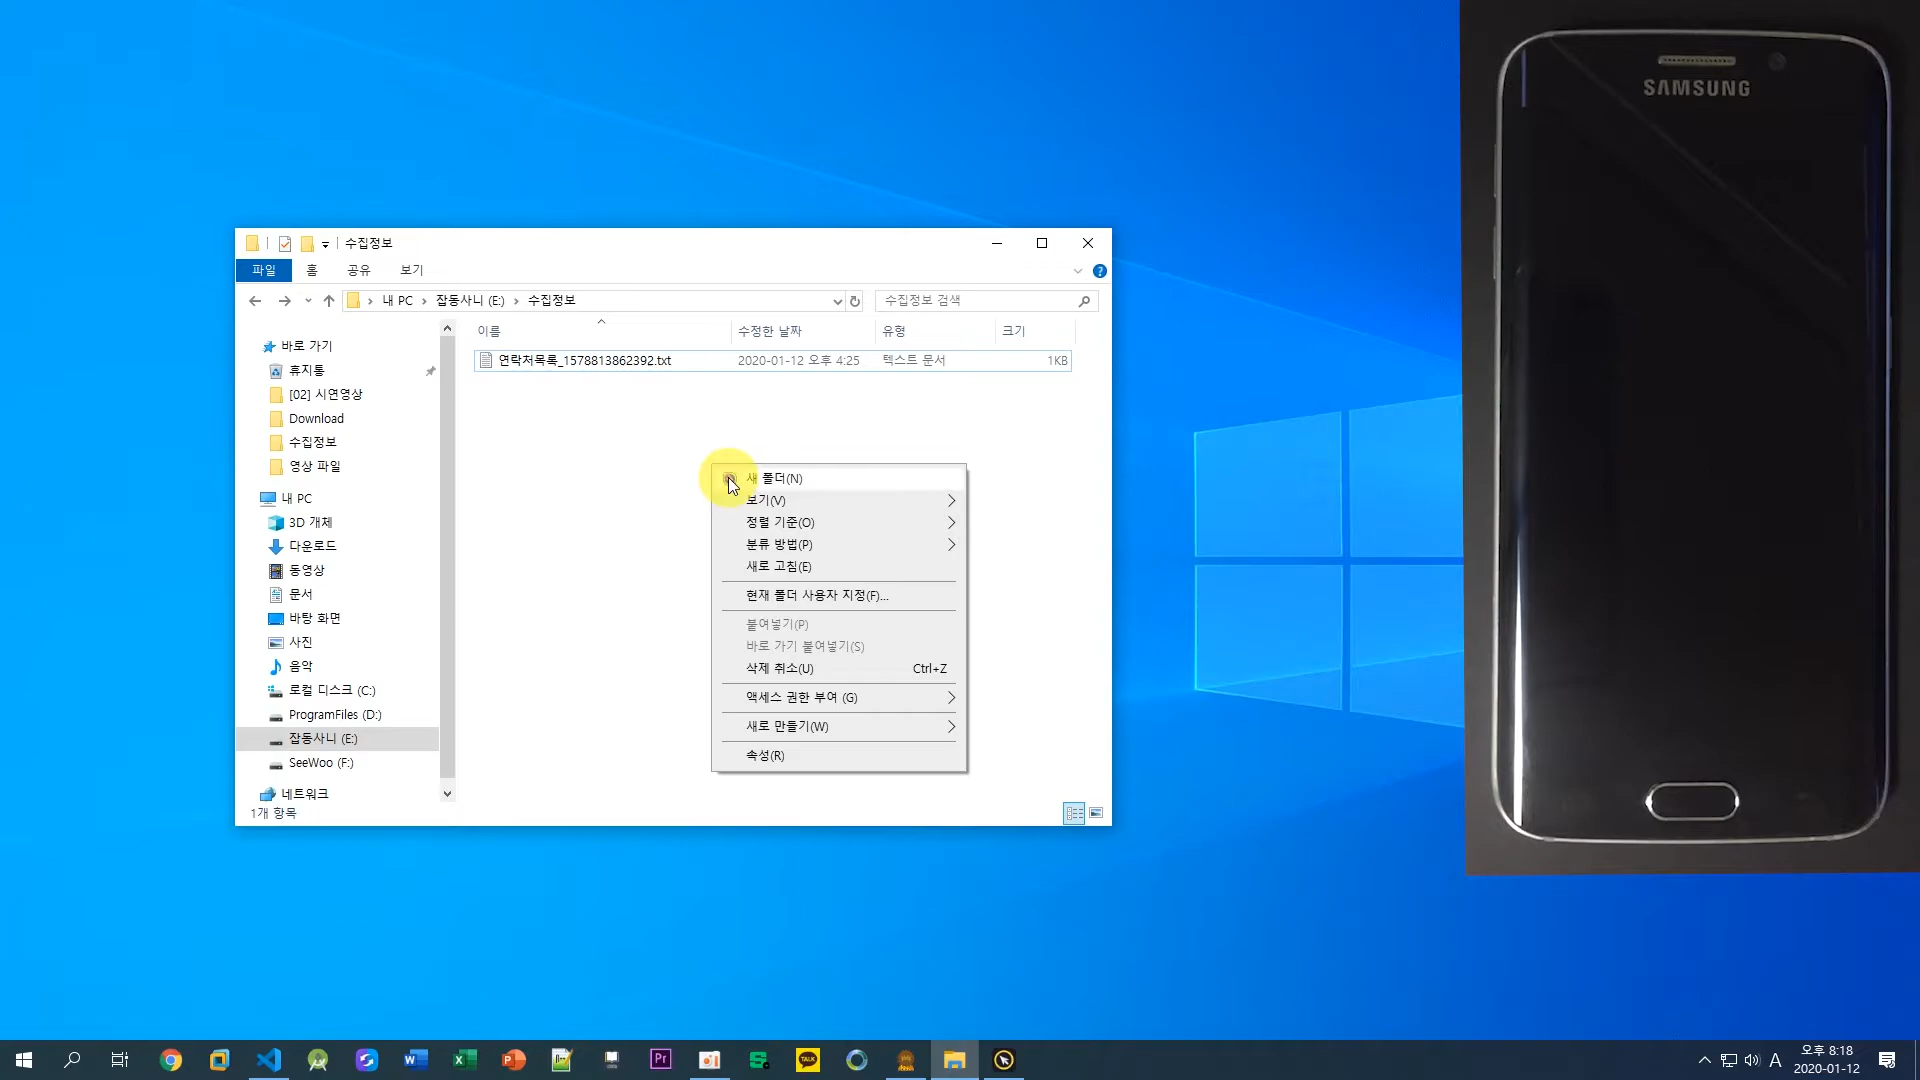 수집정보
파일 홈 공유 보기
내 PC 잡동사니 (E:) 수집정보
수집정보 검색
이름 수정한 날짜 유형 크기
연락처목록_1578813862392.txt 2020-01-12 오후 4:25 텍스트 문서 1KB
바로 가기
휴지통
[02] 시연영상
Download
수집정보
영상 파일
내 PC
3D 개체
다운로드
동영상
문서
바탕 화면
사진
음악
로컬 디스크 (C:)
ProgramFiles (D:)
잡동사니 (E:)
SeeWoo (F:)
네트워크
1개 항목
새 폴더(N)
보기(V)
정렬 기준(O)
분류 방법(P)
새로 고침(E)
현재 폴더 사용자 지정(F)...
붙여넣기(P)
바로 가기 붙여넣기(S)
삭제 취소(U) Ctrl+Z
액세스 권한 부여 (G)
새로 만들기(W)
속성(R)
SAMSUNG
Pr
TALK
A
오후 8:18
2020-01-12